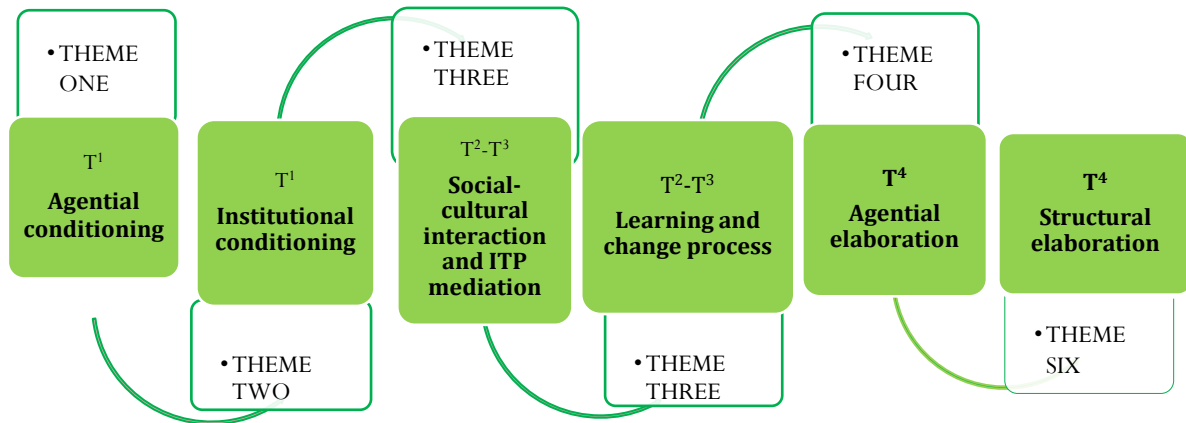 • THEME
ONE
T¹
Agential
conditioning
T¹
Institutional
conditioning
• THEME
TWO
• THEME
THREE
T²-T³
Social-
cultural
interaction
and ITP
mediation
T²-T³
Learning and
change process
• THEME
THREE
• THEME
FOUR
T⁴
Agential
elaboration
T⁴
Structural
elaboration
• THEME
SIX